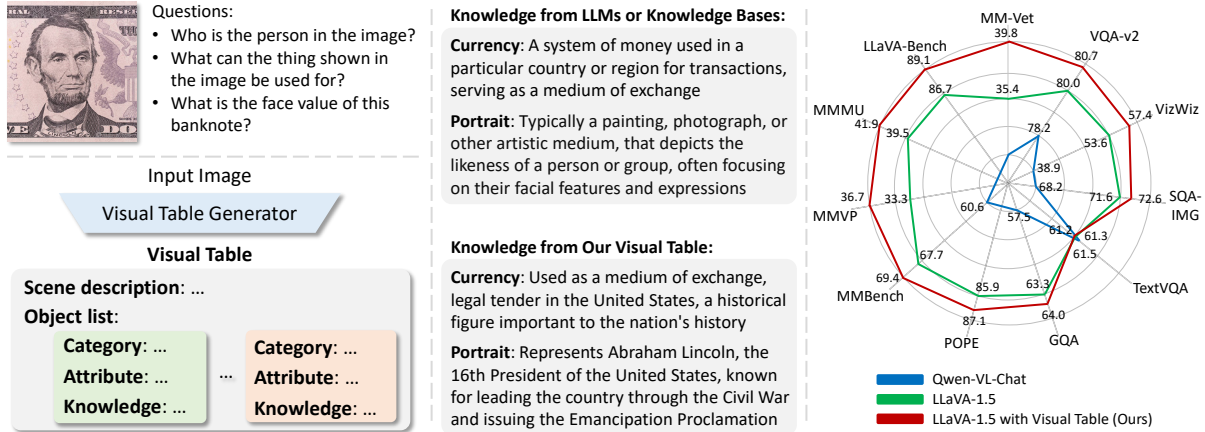 RAL RESER
VE DO
Questions:
• Who is the person in the image?
• What can the thing shown
in the image be used for?
• What is the face value of this
banknote?
Input Image
Visual Table Generator
Visual Table
Scene description: ...
Object list:
Category: ...
Attribute: ...
Knowledge: ...
...
Category: ...
Attribute: ...
Knowledge: ...
Knowledge from LLMs or Knowledge Bases:
Currency: A system of money used in a
particular country or region for transactions,
serving as a medium of exchange
Portrait: Typically a painting, photograph, or
other artistic medium, that depicts the
likeness of a person or group, often focusing
on their facial features and expressions
Knowledge from Our Visual Table:
Currency: Used as a medium of exchange,
legal tender in the United States, a historical
figure important to the nation's history
Portrait: Represents Abraham Lincoln, the
16th President of the United States, known
for leading the country through the Civil War
and issuing the Emancipation Proclamation
MM-Vet
39.8
35.4
VQA-v2
80.7
80.0
78.2
VizWiz
57.4
53.6
38.9
SQA-
IMG
72.6
71.6
68.2
TextVQA
61.2
61.3
61.5
GQA
64.0
63.3
57.5
POPE
87.1
85.9
MMBench
69.4
67.7
60.6
MMVP
36.7
33.3
MMMU
41.9
39.5
LLaVA-Bench
89.1
86.7
Qwen-VL-Chat
LLaVA-1.5
LLaVA-1.5 with Visual Table (Ours)